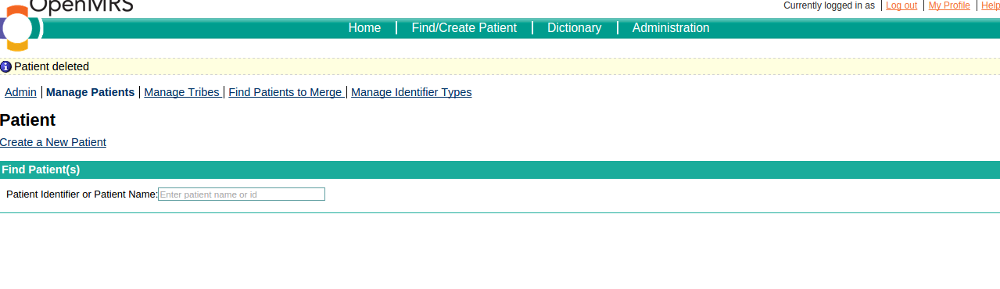 OpenMRS
Currently logged in as Log out My Profile Help
Home Find/Create Patient Dictionary Administration
Patient deleted
Admin Manage Patients Manage Tribes Find Patients to Merge Manage Identifier Types
Patient
Create a New Patient
Find Patient(s)
Patient Identifier or Patient Name: Enter patient name or id